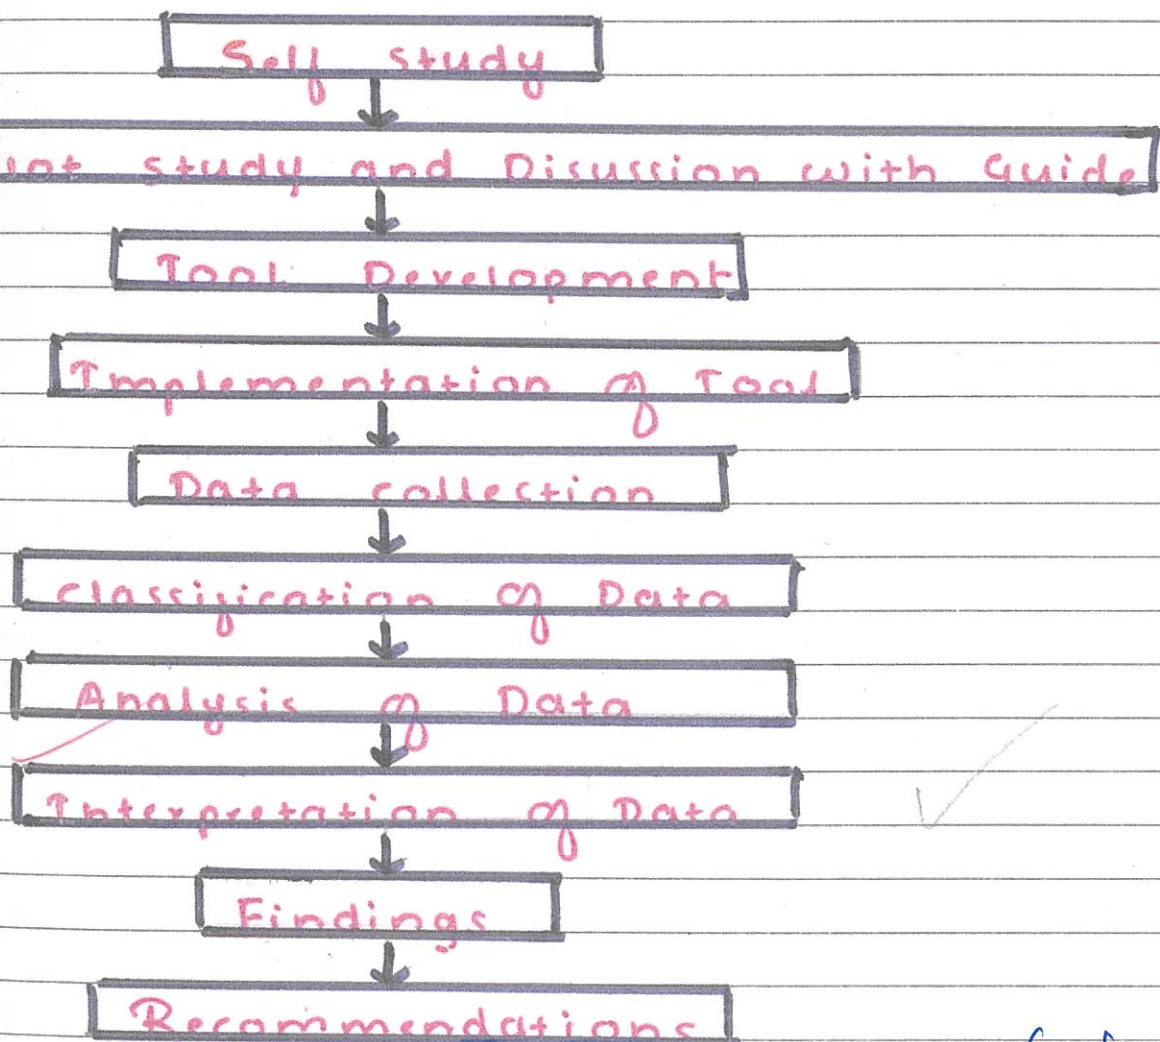 Self study
study and Disussion with Guide
Tool Development
Implementation of Tool
Data collection
classification of Data
Analysis of Data
Interpretation of Data
Findings
Recommendations